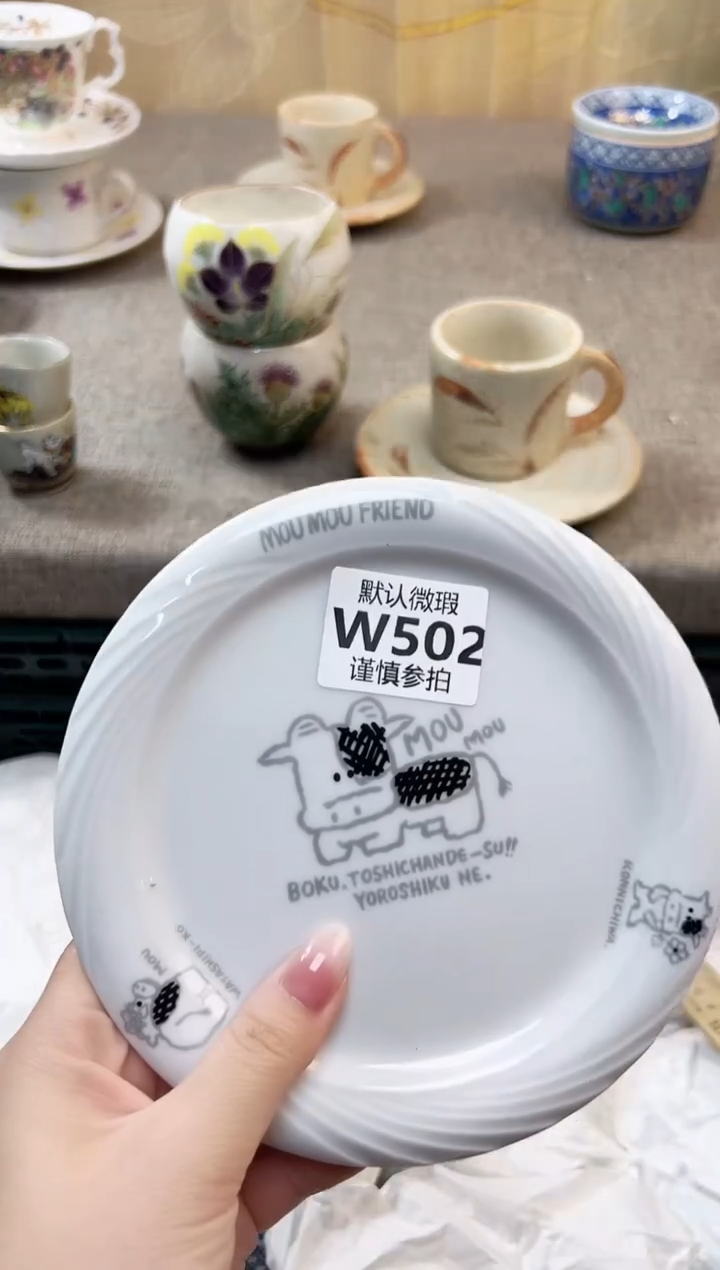 MOU MOU FRIEND
默认微瑕
W502
谨慎参拍
MOU
MOU
BOKU.TOSHICHANDE-SU!!
YOROSHIKU NE.
KONNICHIWA.
MOU